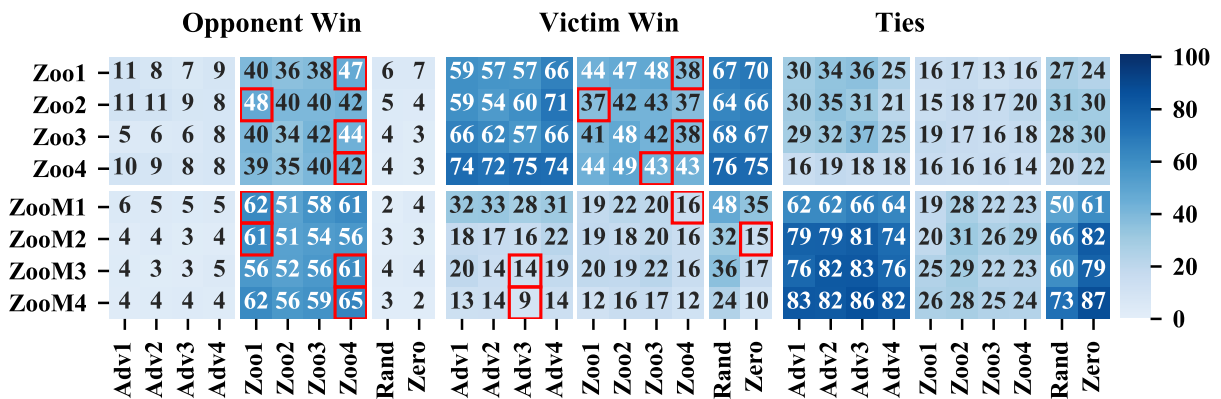 Opponent Win Victim Win Ties
Zoo1 11 8 7 9 40 36 38 47 6 7 59 57 57 66 44 47 48 38 67 70 30 34 36 25 16 17 13 16 27 24
Zoo2 11 11 9 8 48 40 40 42 5 4 59 54 60 71 37 42 43 37 64 66 30 35 31 21 15 18 17 20 31 30
Zoo3 5 6 6 8 40 34 42 44 4 3 66 62 57 66 41 48 42 38 68 67 29 32 37 25 19 17 16 18 28 30
Zoo4 10 9 8 8 39 35 40 42 4 3 74 72 75 74 44 49 43 43 76 75 16 19 18 18 16 16 16 14 20 22
ZooM1 6 5 5 5 62 51 58 61 2 4 32 33 28 31 19 22 20 16 48 35 62 62 66 64 19 28 22 23 50 61
ZooM2 4 4 3 4 61 51 54 56 3 3 18 17 16 22 19 18 20 16 32 15 79 79 81 74 20 31 26 29 66 82
ZooM3 4 3 3 5 56 52 56 61 4 4 20 14 14 19 20 19 22 16 36 17 76 82 83 76 25 29 22 23 60 79
ZooM4 4 4 4 4 62 56 59 65 3 2 13 14 9 14 12 16 17 12 24 10 83 82 86 82 26 28 25 24 73 87
Adv1 Adv2 Adv3 Adv4 Zoo1 Zoo2 Zoo3 Zoo4 Rand Zero Adv1 Adv2 Adv3 Adv4 Zoo1 Zoo2 Zoo3 Zoo4 Rand Zero Adv1 Adv2 Adv3 Adv4 Zoo1 Zoo2 Zoo3 Zoo4 Rand Zero
100
80
60
40
20
0